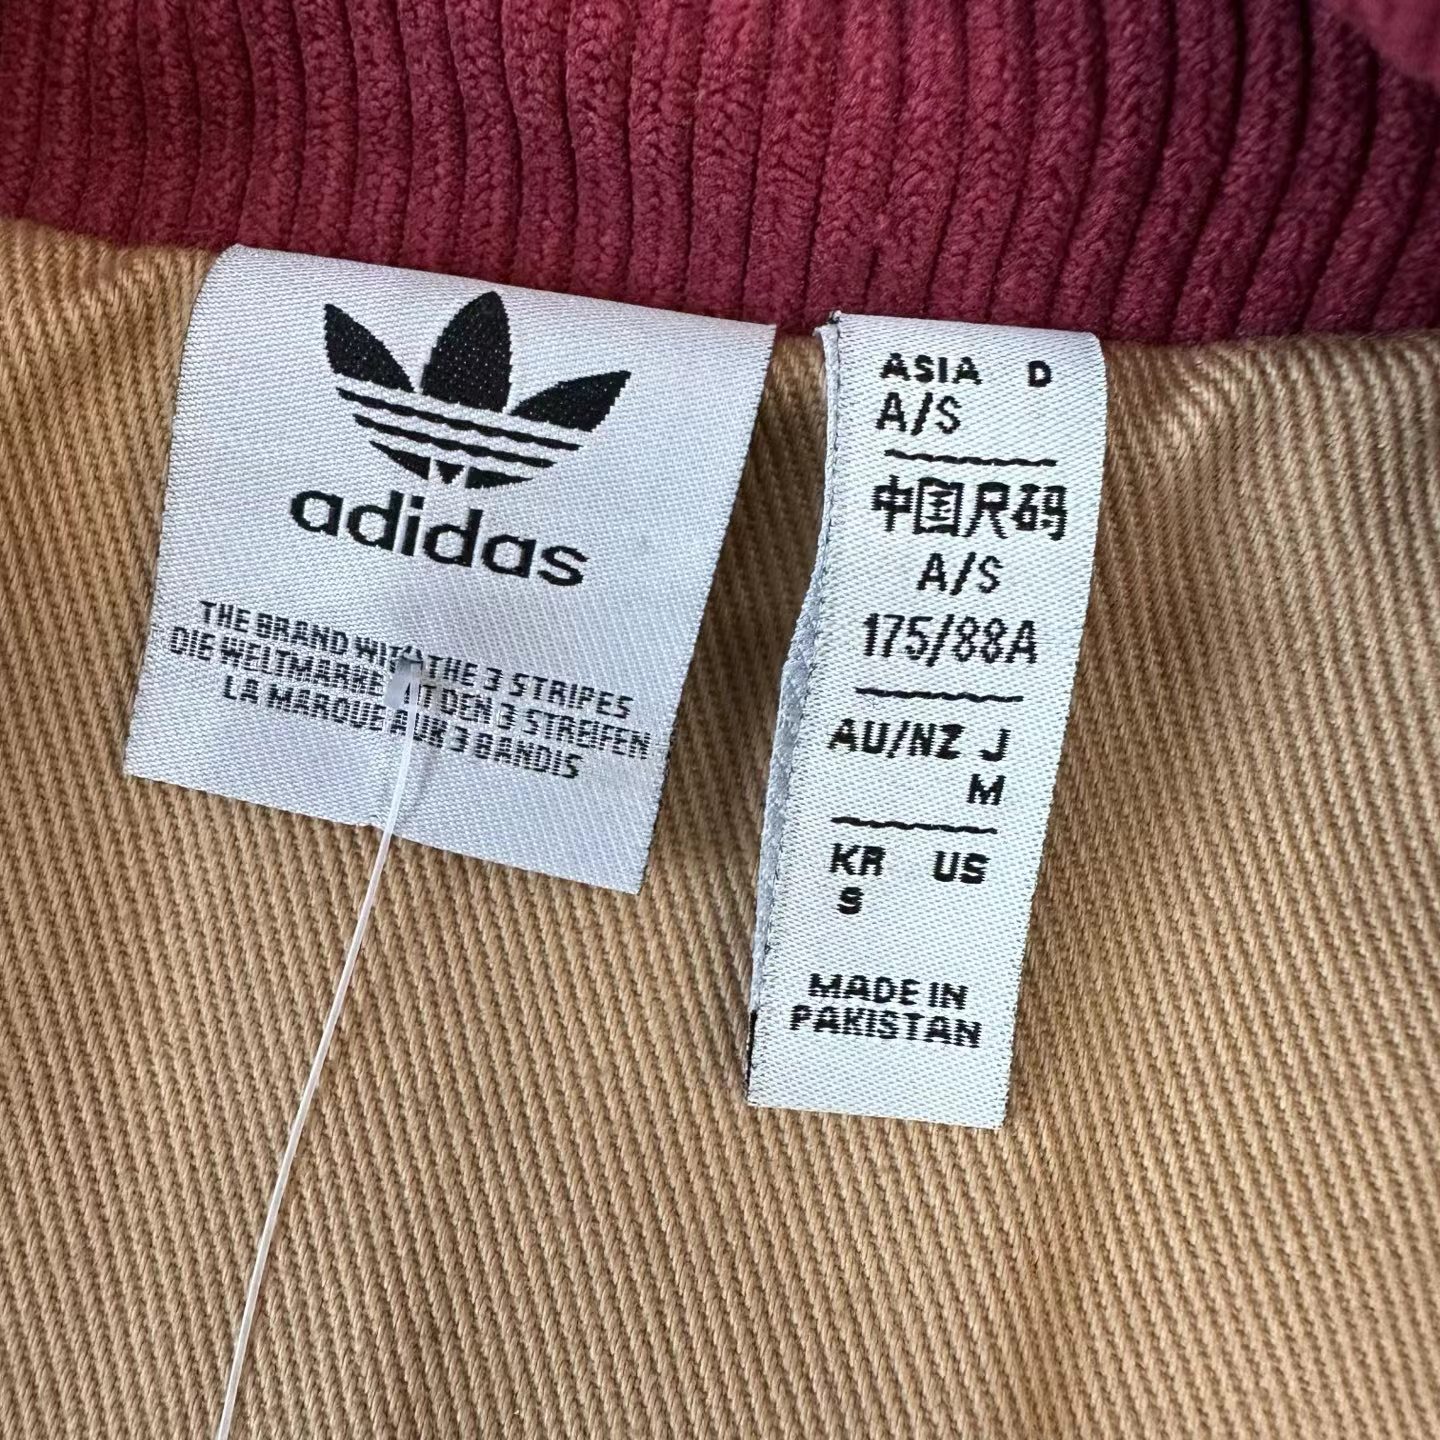 adidas
THE BRAND WITH THE 3 STRIPES
DIE WELTMARKE MIT DEN 3 STREIFEN
LA MARQUE AUX 3 BANDES
ASIA D
A/S
中国尺码
A/S
175/88A
AU/NZ J
M
KR US
S
MADE IN
PAKISTAN